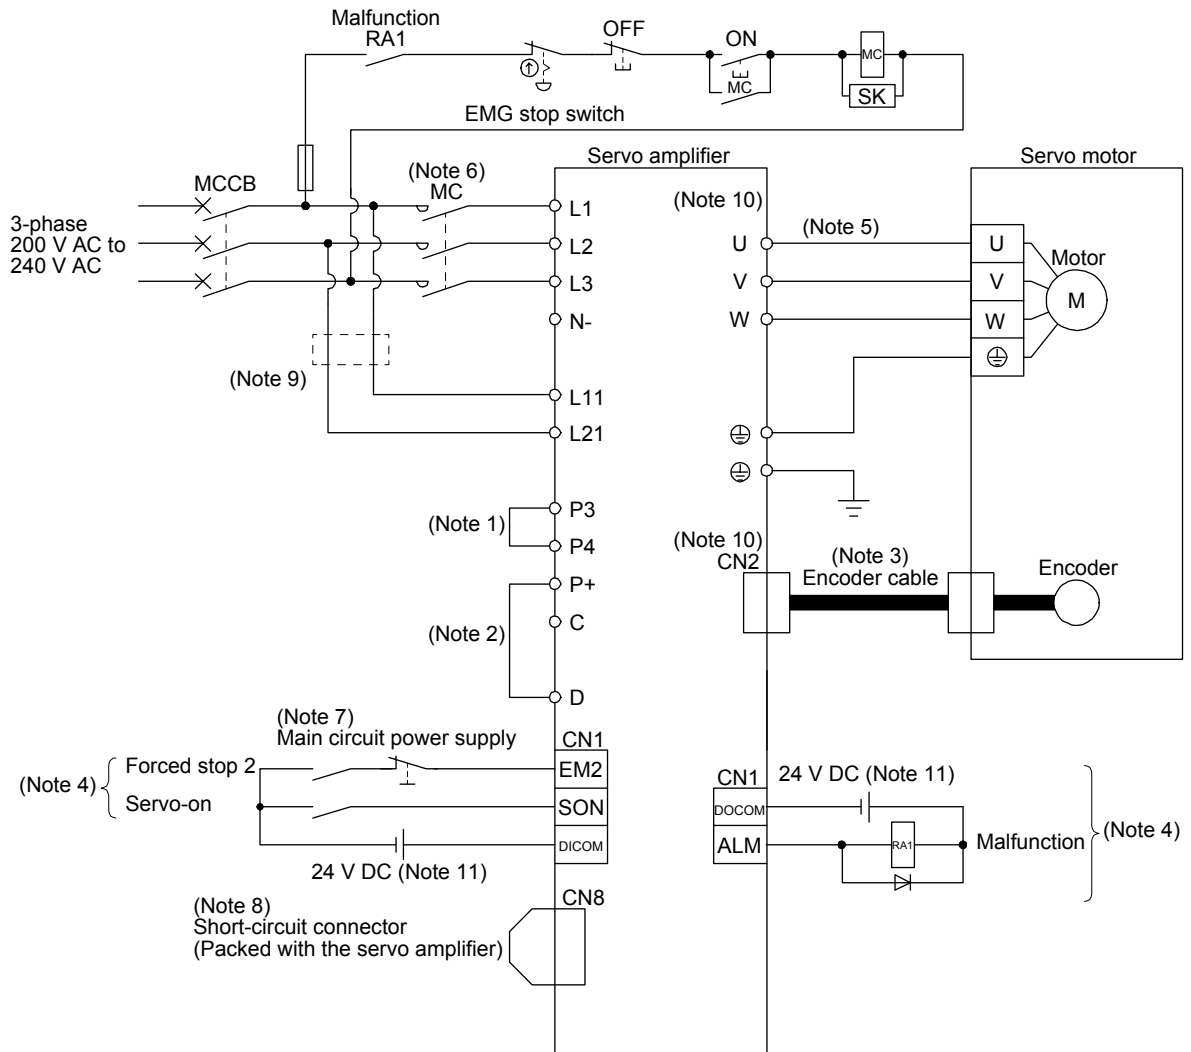 Malfunction
RA1
OFF
ON
MC
MC
SK
EMG stop switch
Servo amplifier
Servo motor
MCCB
(Note 6)
MC
(Note 10)
3-phase
200 V AC to
240 V AC
L1
L2
L3
N-
U
V
W
(Note 5)
U
V
W
Motor
M
(Note 9)
L11
L21
(Note 1)
P3
P4
(Note 10)
CN2
(Note 3)
Encoder cable
Encoder
P+
(Note 2)
C
D
(Note 7)
Main circuit power supply
CN1
(Note 4)
Forced stop 2
EM2
Servo-on
SON
DICOM
24 V DC (Note 11)
CN1
24 V DC (Note 11)
DOCOM
ALM
RA1
Malfunction
(Note 4)
(Note 8)
Short-circuit connector
(Packed with the servo amplifier)
CN8